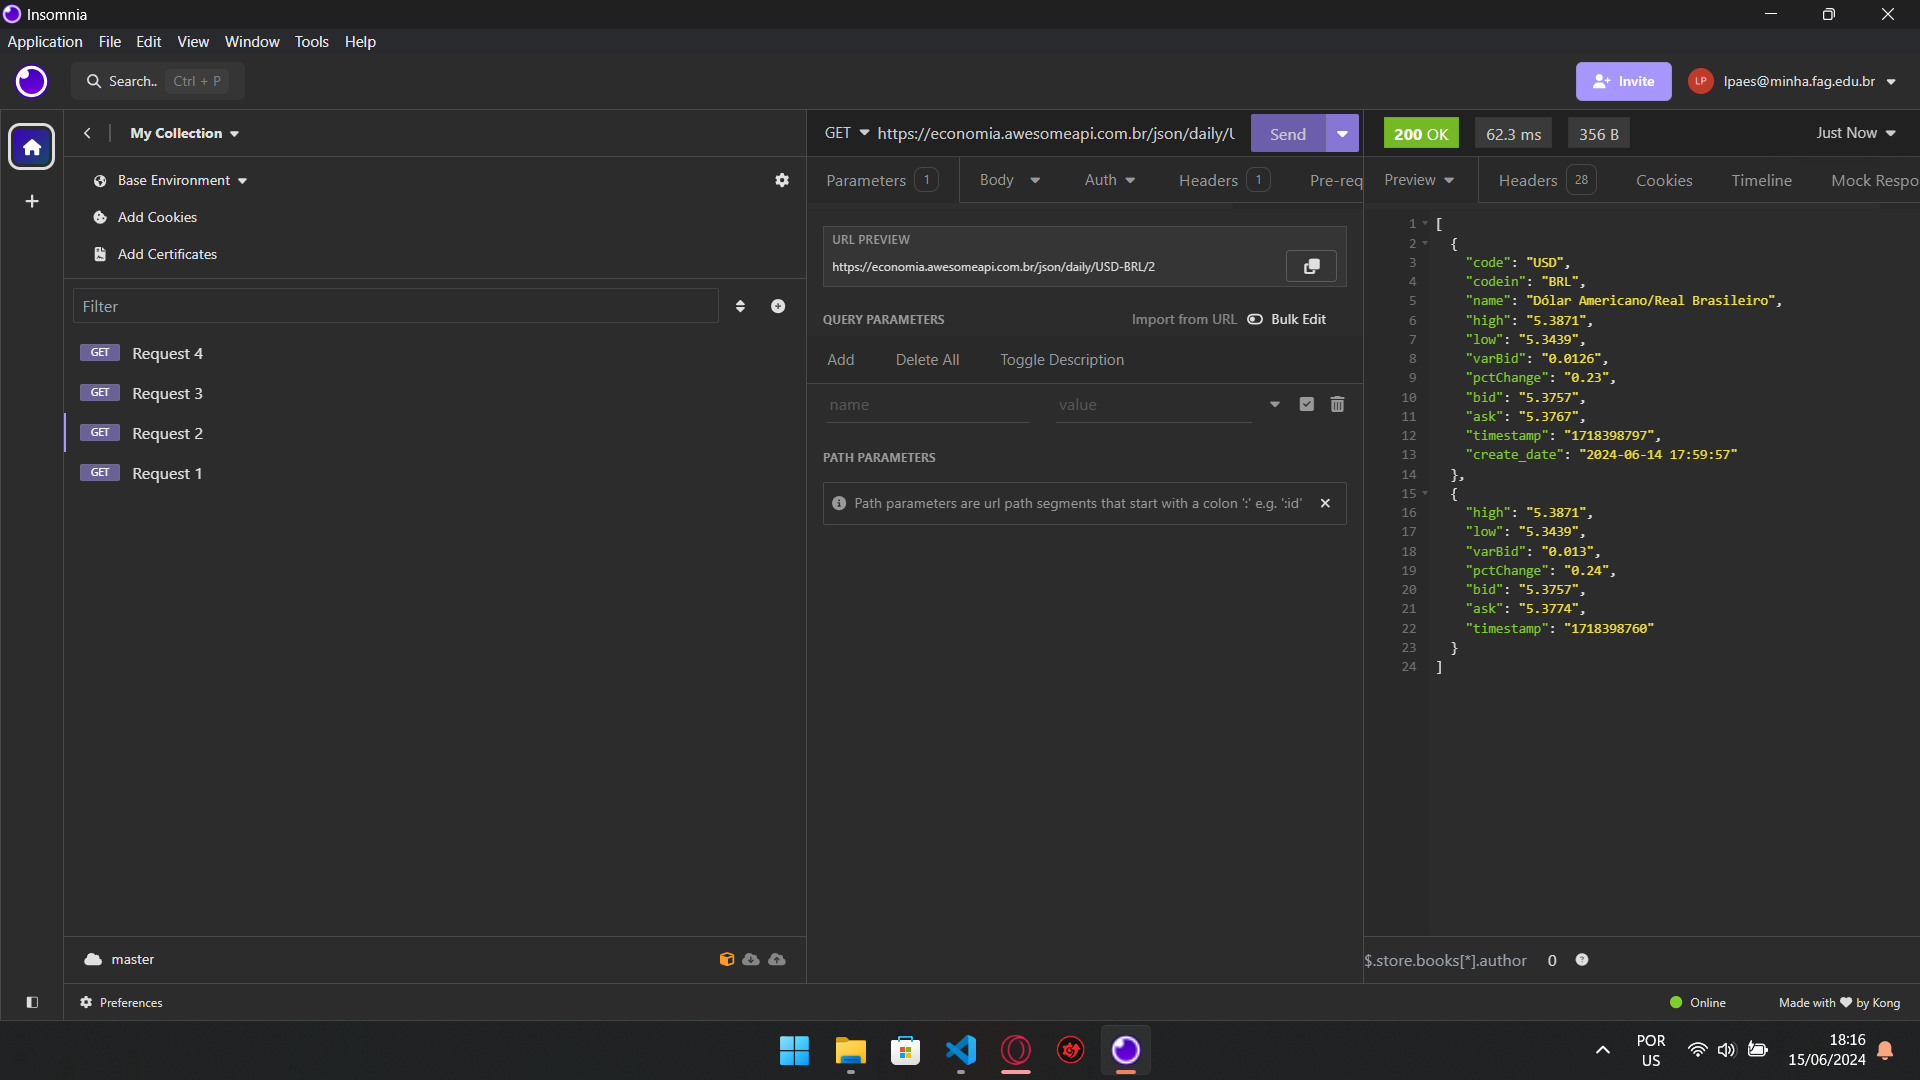 Insomnia
Application File Edit View Window Tools Help
Search.. Ctrl + P
Invite
LP lpaes@minha.fag.edu.br
My Collection
Base Environment
Add Cookies
Add Certificates
Filter
GET Request 4
GET Request 3
GET Request 2
GET Request 1
master
Preferences
GET https://economia.awesomeapi.com.br/json/daily/U Send
Parameters 1 Body Auth Headers 1 Pre-req
URL PREVIEW
https://economia.awesomeapi.com.br/json/daily/USD-BRL/2
QUERY PARAMETERS Import from URL Bulk Edit
Add Delete All Toggle Description
name value
PATH PARAMETERS
Path parameters are url path segments that start with a colon ':' e.g. ':id'
200 OK 62.3 ms 356 B Just Now
Preview Headers 28 Cookies Timeline Mock Respo
1 [
2 {
3 "code": "USD",
4 "codein": "BRL",
5 "name": "Dólar Americano/Real Brasileiro",
6 "high": "5.3871",
7 "low": "5.3439",
8 "varBid": "0.0126",
9 "pctChange": "0.23",
10 "bid": "5.3757",
11 "ask": "5.3767",
12 "timestamp": "1718398797",
13 "create_date": "2024-06-14 17:59:57"
14 },
15 {
16 "high": "5.3871",
17 "low": "5.3439",
18 "varBid": "0.013",
19 "pctChange": "0.24",
20 "bid": "5.3757",
21 "ask": "5.3774",
22 "timestamp": "1718398760"
23 }
24 ]
$.store.books[*].author 0
Online Made with ❤ by Kong
POR
US
18:16
15/06/2024